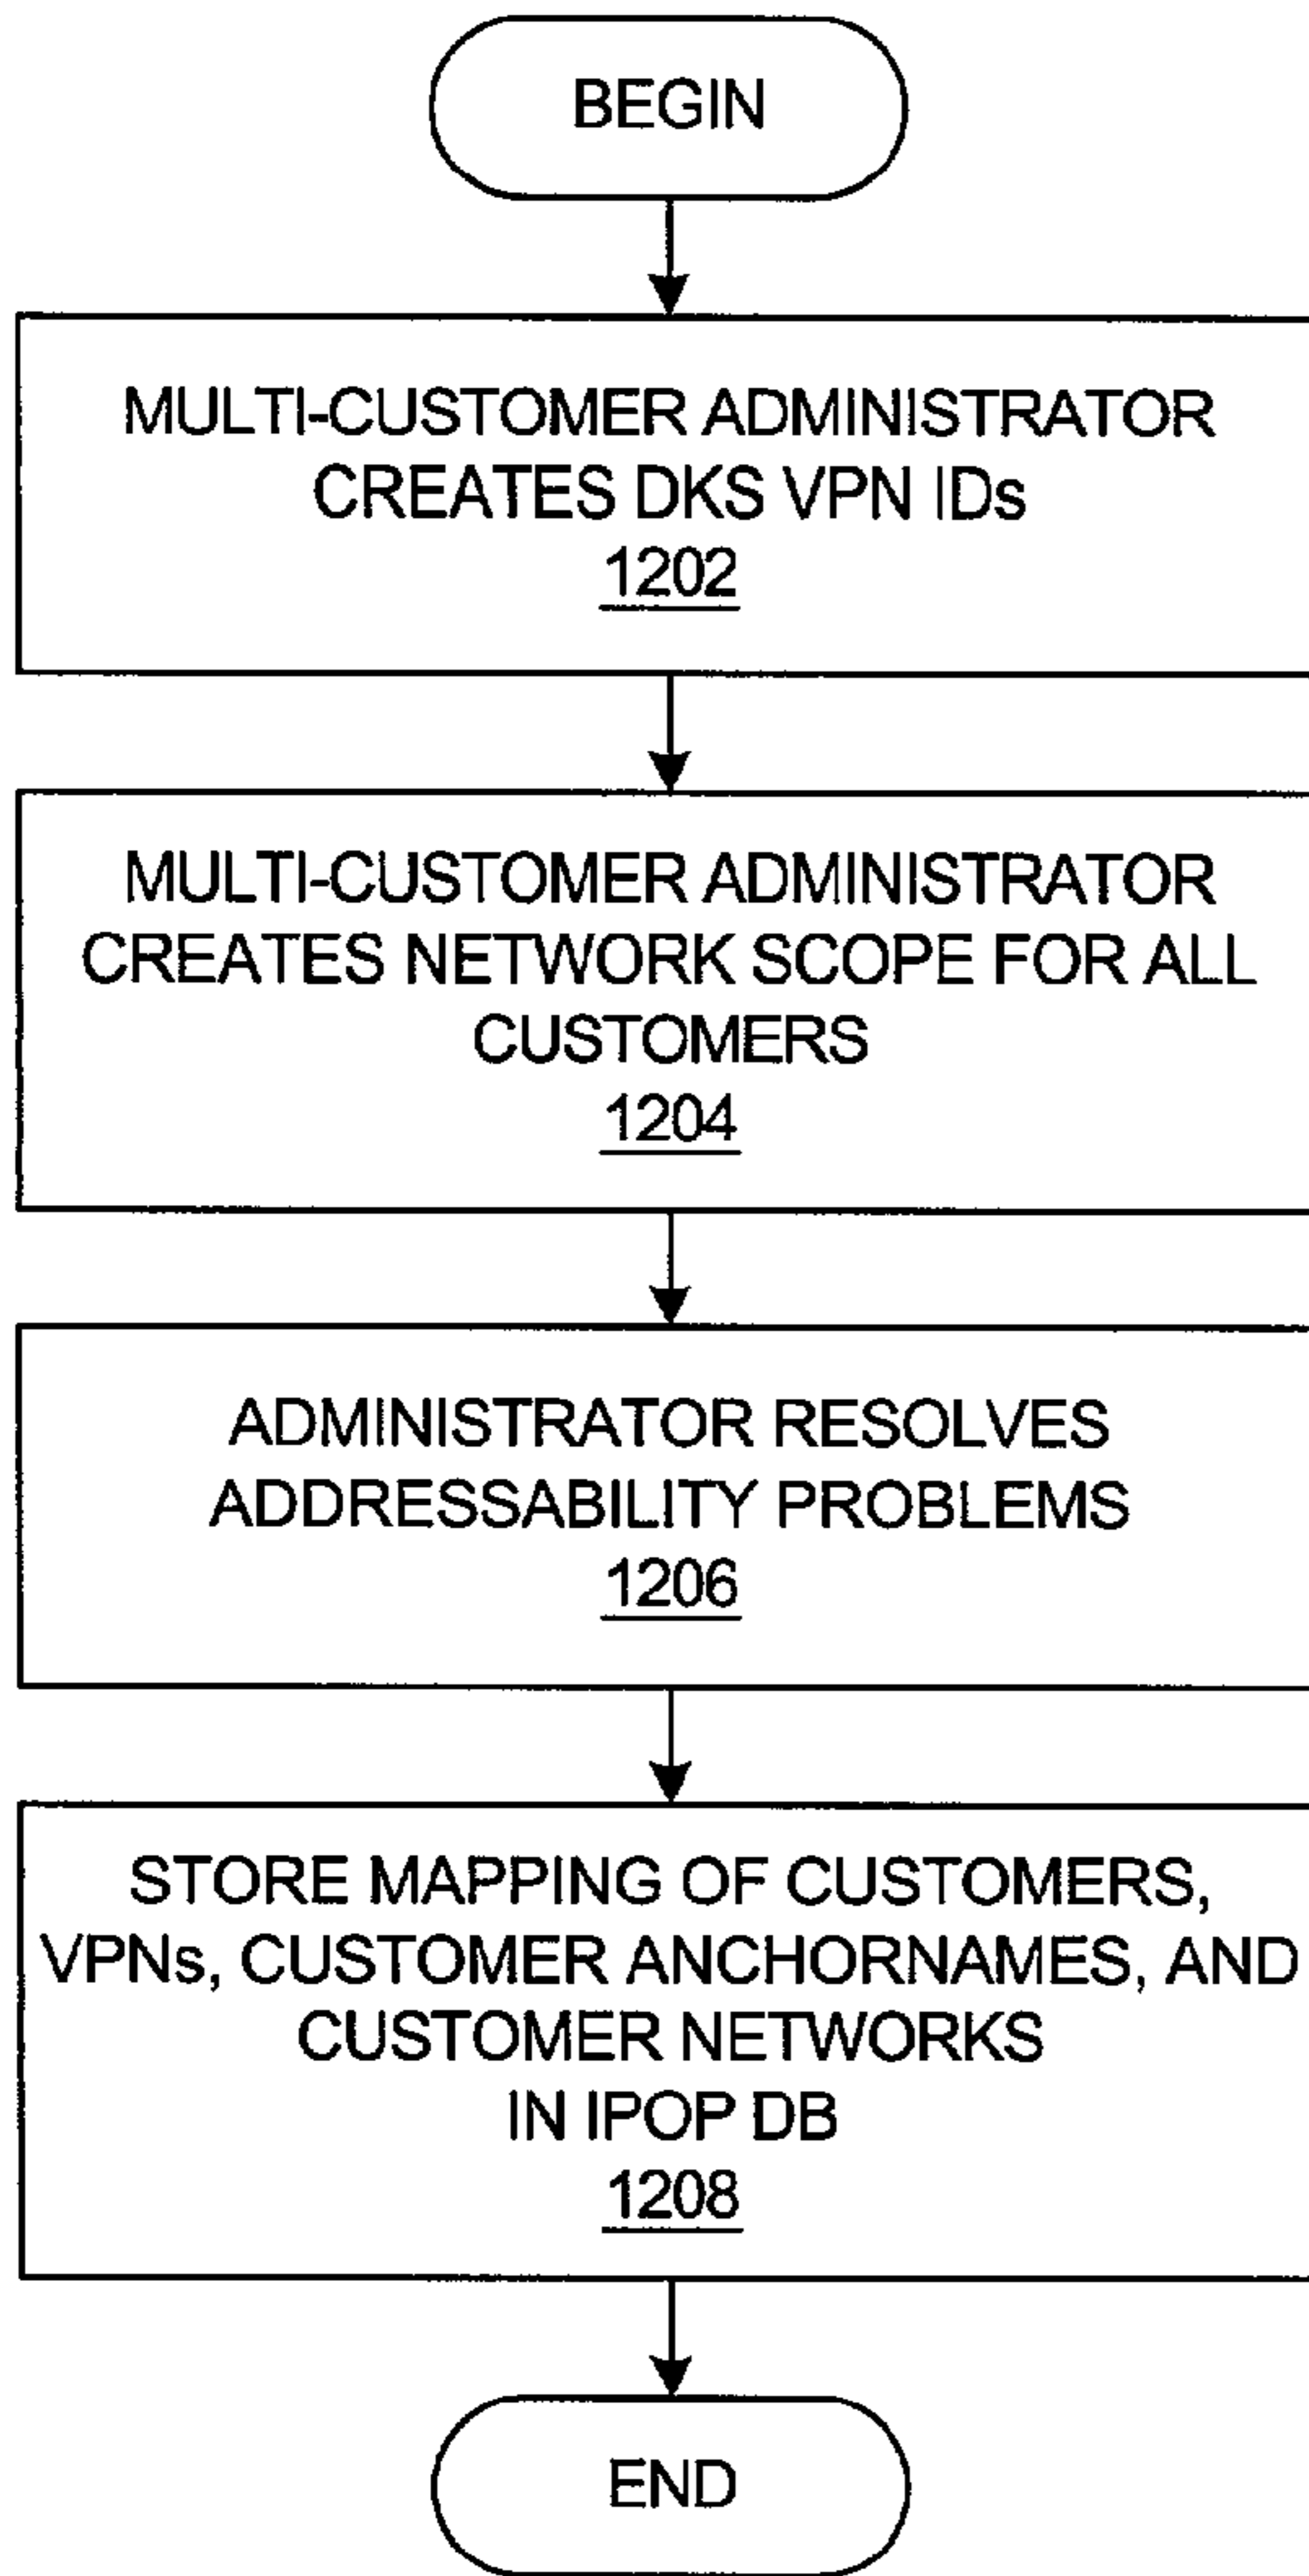 BEGIN
MULTI-CUSTOMER ADMINISTRATOR
CREATES DKS VPN IDs
1202
MULTI-CUSTOMER ADMINISTRATOR
CREATES NETWORK SCOPE FOR ALL
CUSTOMERS
1204
ADMINISTRATOR RESOLVES
ADDRESSABILITY PROBLEMS
1206
STORE MAPPING OF CUSTOMERS,
VPNs, CUSTOMER ANCHORNAMES, AND
CUSTOMER NETWORKS
IN IPOP DB
1208
END